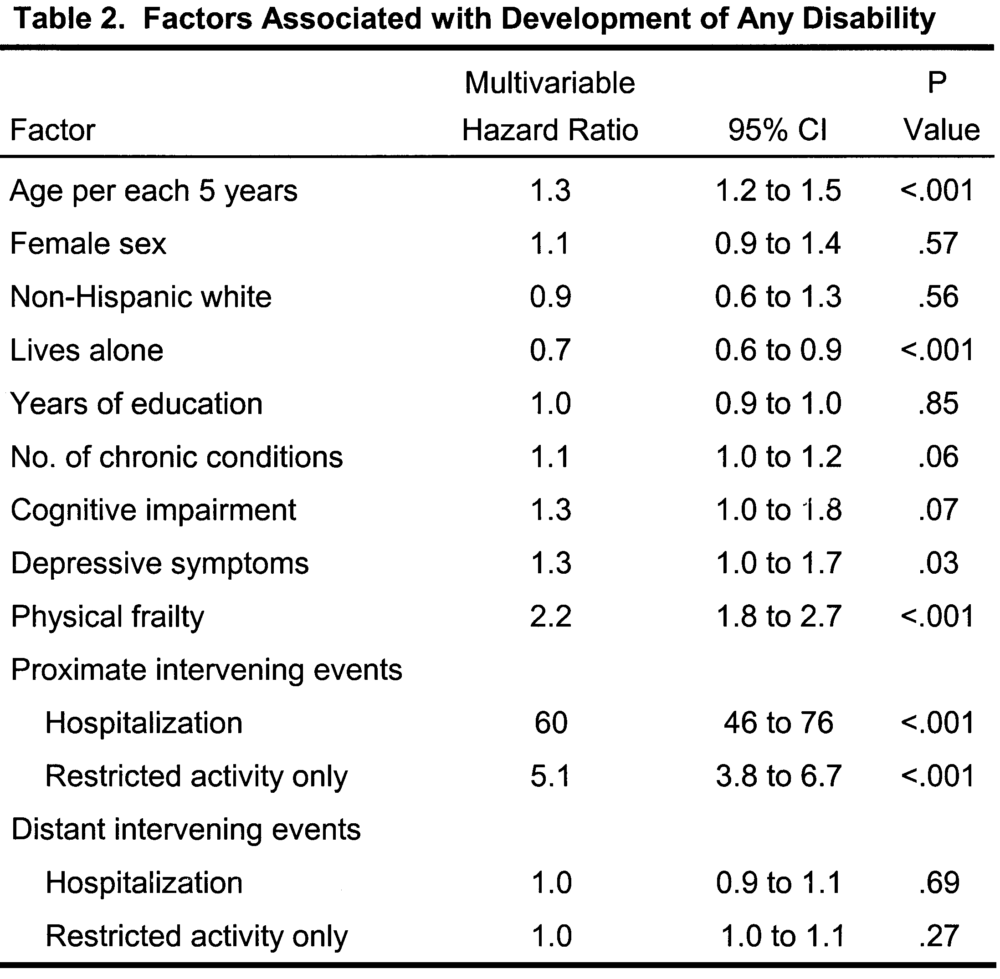 Table 2. Factors Associated with Development of Any Disability
Multivariable P
Factor Hazard Ratio 95% CI Value
Age per each 5 years 1.3 1.2 to 1.5 <.001
Female sex 1.1 0.9 to 1.4 .57
Non-Hispanic white 0.9 0.6 to 1.3 .56
Lives alone 0.7 0.6 to 0.9 <.001
Years of education 1.0 0.9 to 1.0 .85
No. of chronic conditions 1.1 1.0 to 1.2 .06
Cognitive impairment 1.3 1.0 to 1.8 .07
Depressive symptoms 1.3 1.0 to 1.7 .03
Physical frailty 2.2 1.8 to 2.7 <.001
Proximate intervening events
Hospitalization 60 46 to 76 <.001
Restricted activity only 5.1 3.8 to 6.7 <.001
Distant intervening events
Hospitalization 1.0 0.9 to 1.1 .69
Restricted activity only 1.0 1.0 to 1.1 .27